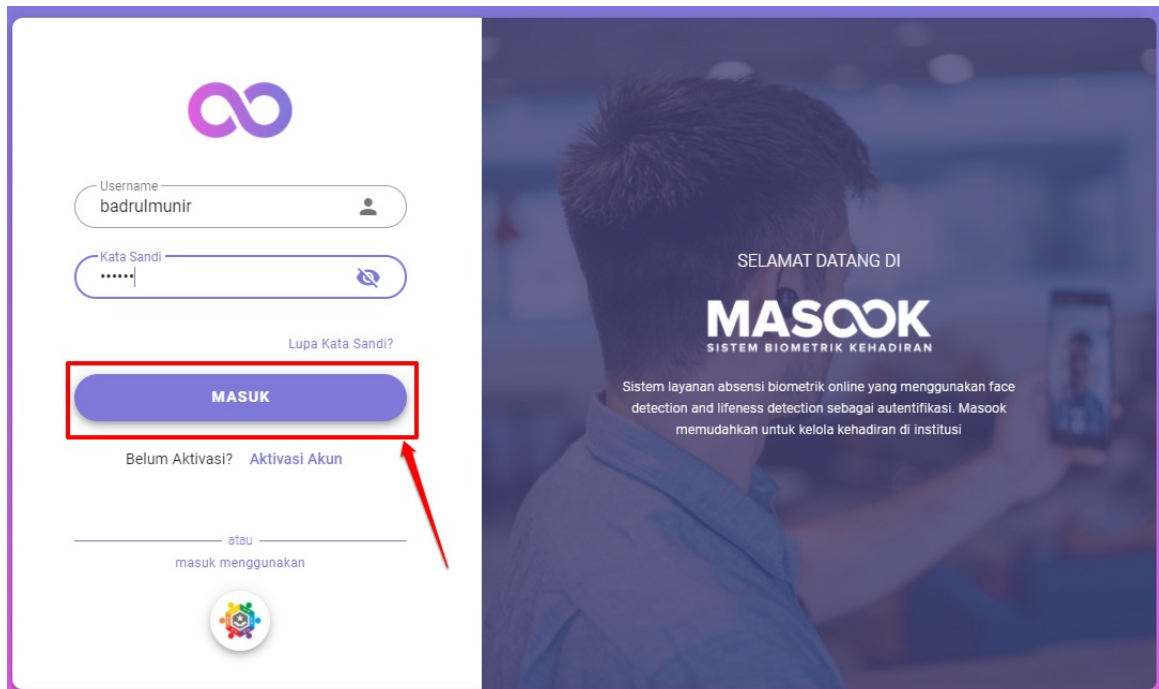 Username
badrulmunir
Kata Sandi
••••••
Lupa Kata Sandi?
MASUK
Belum Aktivasi? Aktivasi Akun
atau
masuk menggunakan
SELAMAT DATANG DI
MASOOK
SISTEM BIOMETRIK KEHADIRAN
Sistem layanan absensi biometrik online yang menggunakan face
detection and lifeness detection sebagai autentifikasi. Masook
memudahkan untuk kelola kehadiran di institusi